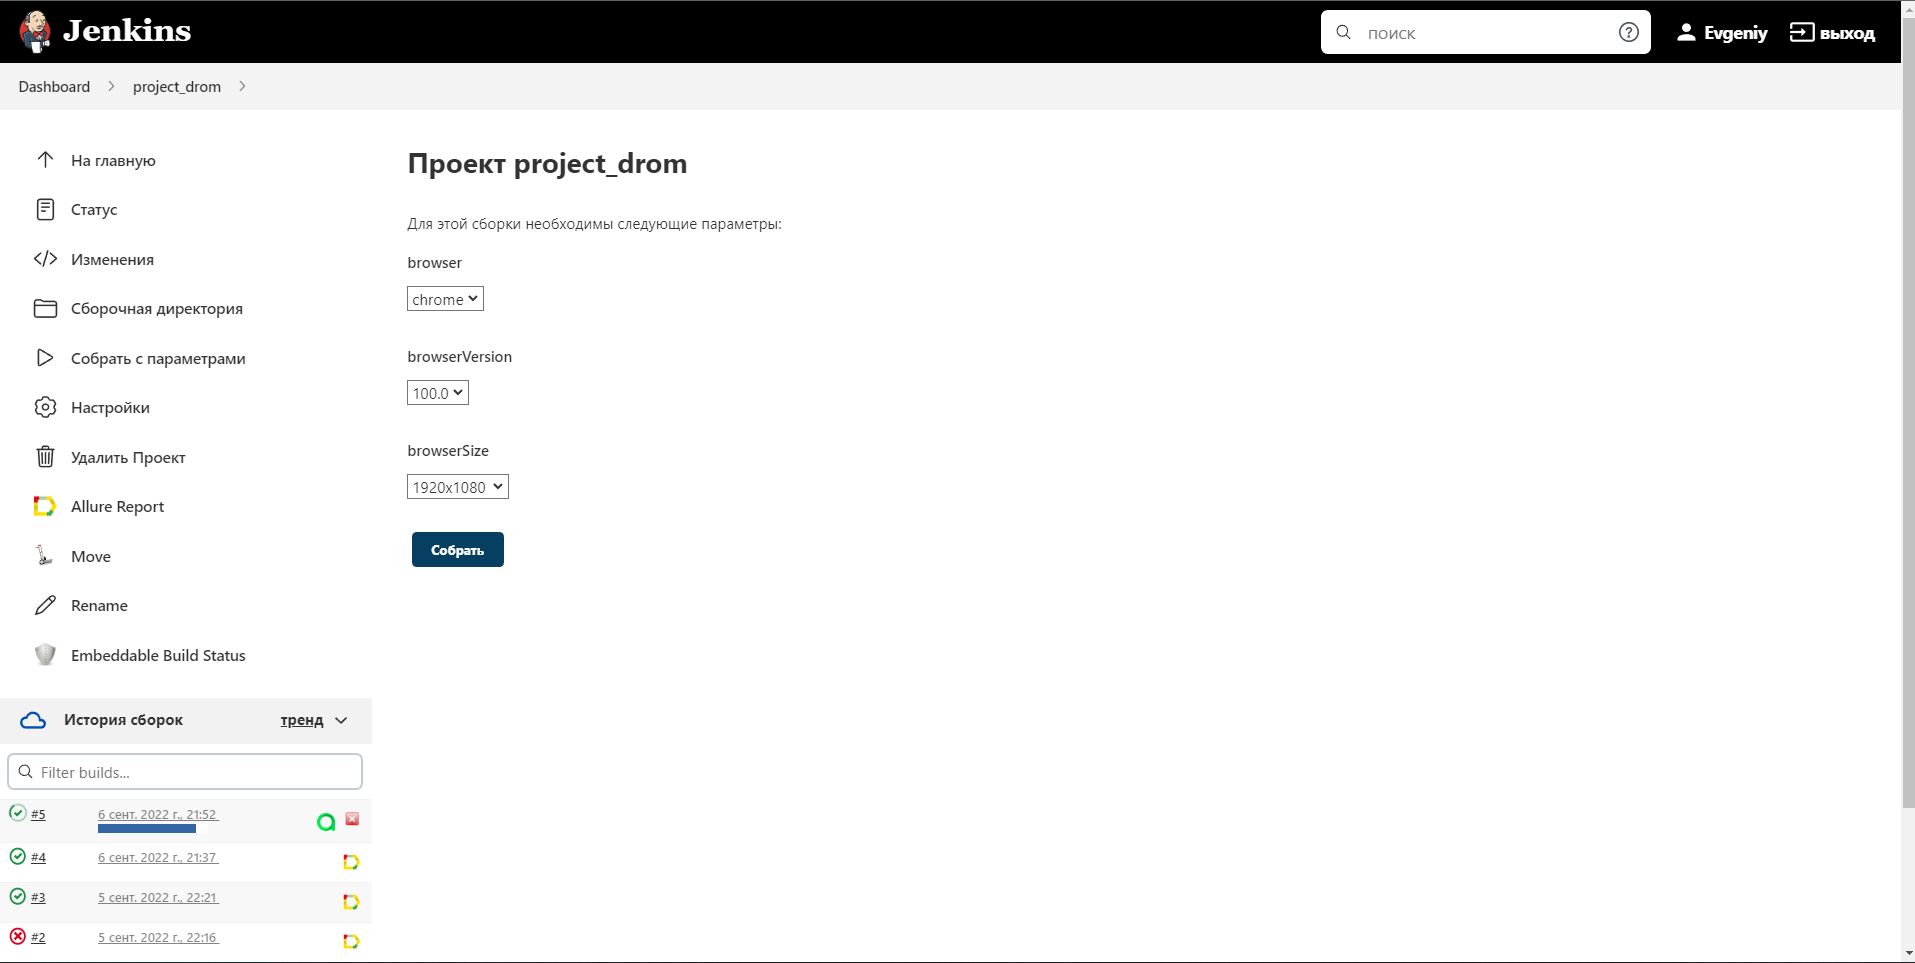 Jenkins
поиск
Evgeniy
выход
Dashboard
project_drom
На главную
Статус
Изменения
Сборочная директория
Собрать с параметрами
Настройки
Удалить Проект
Allure Report
Move
Rename
Embeddable Build Status
История сборок
тренд
Filter builds...
#5 6 сент. 2022 г., 21:52
#4 6 сент. 2022 г., 21:37
#3 5 сент. 2022 г., 22:21
#2 5 сент. 2022 г., 22:16
Проект project_drom
Для этой сборки необходимы следующие параметры:
browser
chrome
browserVersion
100.0
browserSize
1920x1080
Собрать